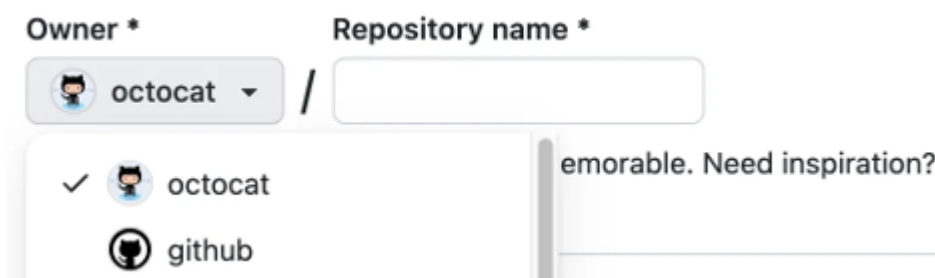 Owner * Repository name *
octocat /
octocat
emorable. Need inspiration?
github